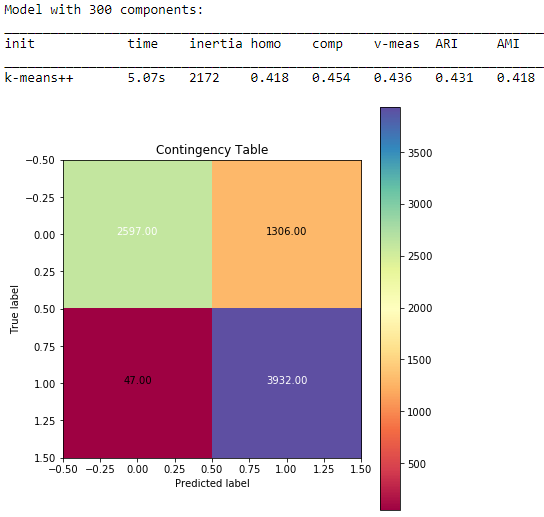 Model with 300 components:
init time inertia homo comp v-meas ARI AMI
k-means++ 5.07s 2172 0.418 0.454 0.436 0.431 0.418
Contingency Table
−0.50
−0.25
0.00
0.25
0.50
0.75
1.00
1.25
1.50
True label
2597.00 1306.00
47.00 3932.00
−0.50 −0.25 0.00 0.25 0.50 0.75 1.00 1.25 1.50
Predicted label
3500
3000
2500
2000
1500
1000
500